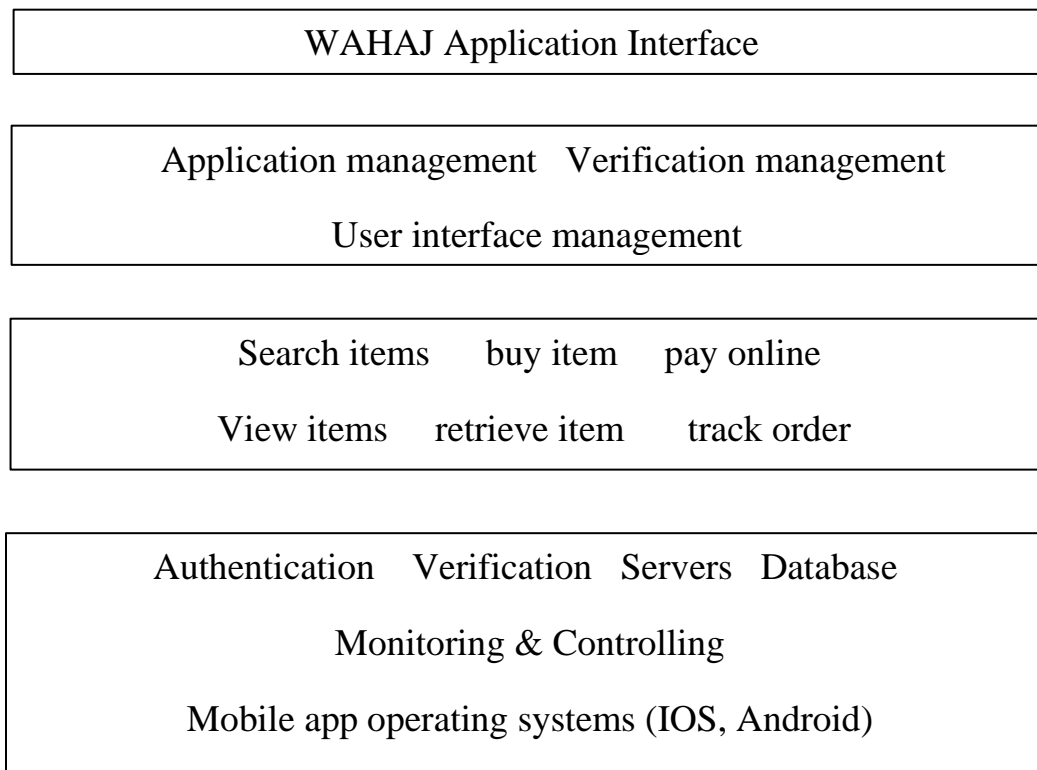 WAHAJ Application Interface
Application management Verification management
User interface management
Search items buy item pay online
View items retrieve item track order
Authentication Verification Servers Database
Monitoring & Controlling
Mobile app operating systems (IOS, Android)